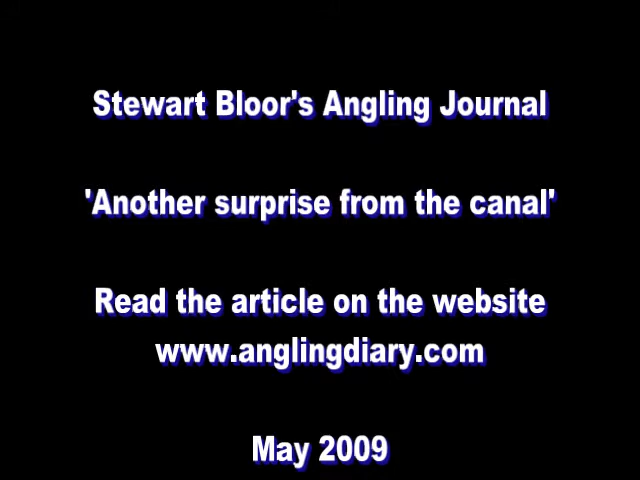 Stewart Bloor's Angling Journal
'Another surprise from the canal'
Read the article on the website
www.anglingdiary.com
May 2009